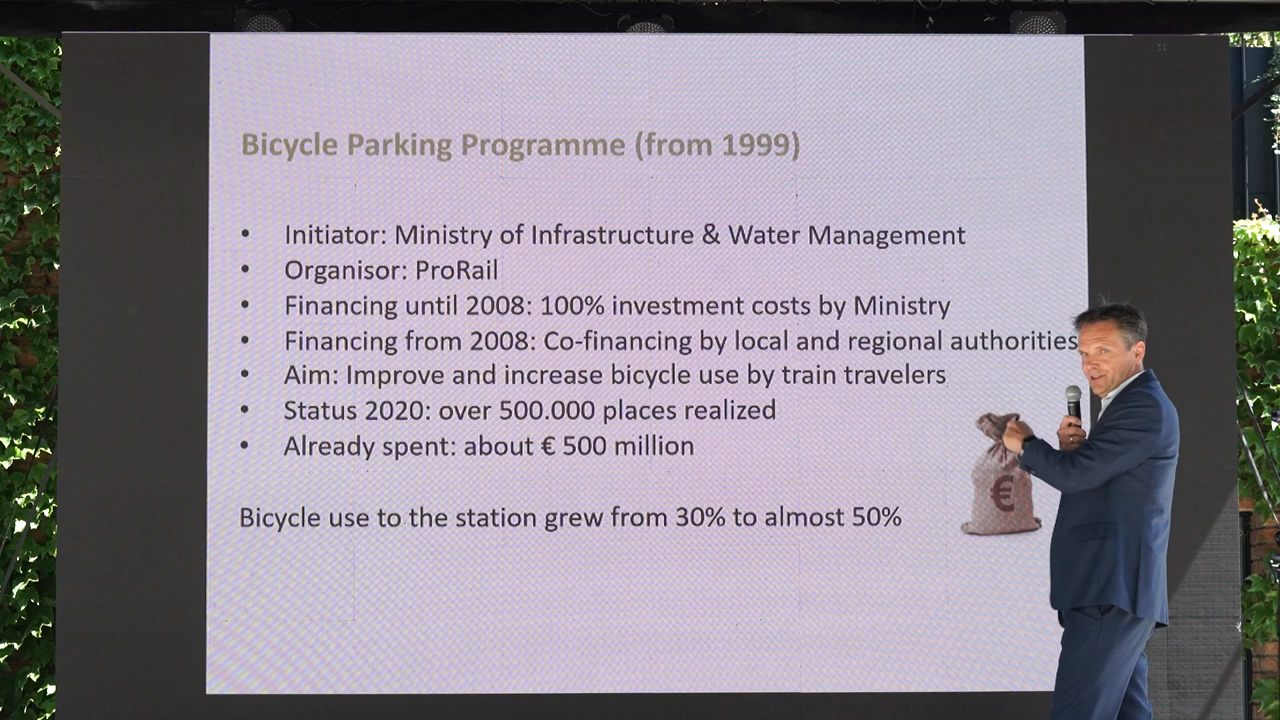 Bicycle Parking Programme (from 1999)
• Initiator: Ministry of Infrastructure & Water Management
• Organisor: ProRail
• Financing until 2008: 100% investment costs by Ministry
• Financing from 2008: Co-financing by local and regional authorities
• Aim: Improve and increase bicycle use by train travelers
• Status 2020: over 500.000 places realized
• Already spent: about € 500 million
€
Bicycle use to the station grew from 30% to almost 50%